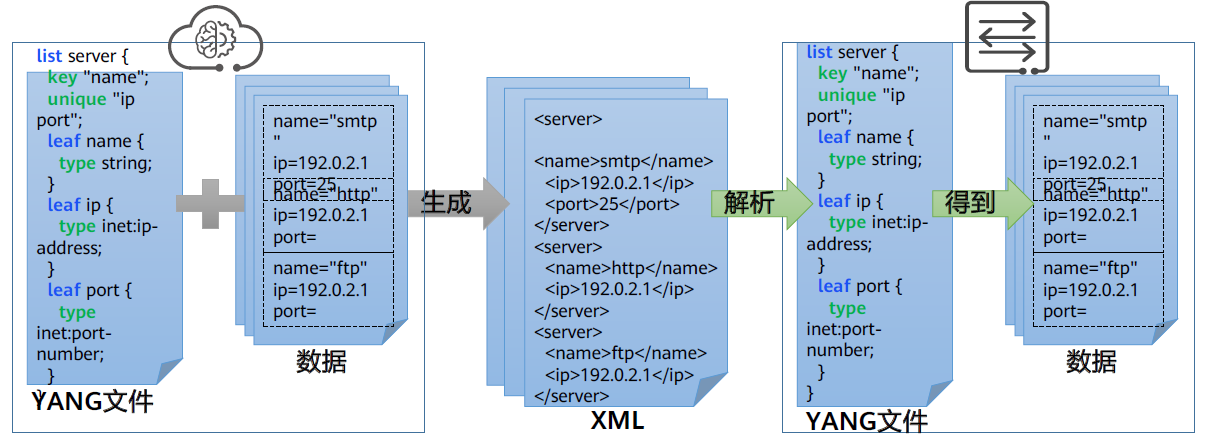 list server {
key "name";
unique "ip
port";
leaf name {
type string;
}
leaf ip {
type inet:ip-
address;
}
leaf port {
type
inet:port-
number;
}
}
YANG文件
name="smtp
"
ip=192.0.2.1
port=25
name="http"
ip=192.0.2.1
port=
name="ftp"
ip=192.0.2.1
port=
数据
生成
<server>
<name>smtp</name>
<ip>192.0.2.1</ip>
<port>25</port>
</server>
<server>
<name>http</name>
<ip>192.0.2.1</ip>
</server>
<server>
<name>ftp</name>
<ip>192.0.2.1</ip>
</server>
XML
解析
list server {
key "name";
unique "ip
port";
leaf name {
type string;
}
leaf ip {
type inet:ip-
address;
}
leaf port {
type
inet:port-
number;
}
}
YANG文件
得到
name="smtp
"
ip=192.0.2.1
port=25
name="http"
ip=192.0.2.1
port=
name="ftp"
ip=192.0.2.1
port=
数据